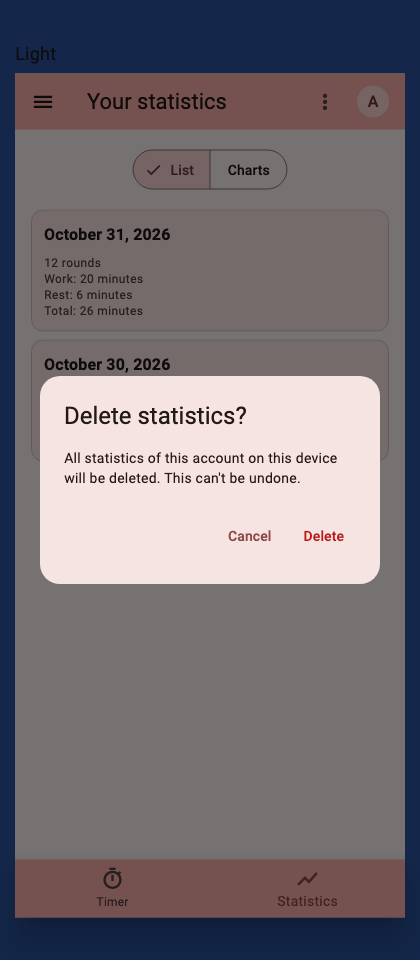 Light
Your statistics
A
List
Charts
October 31, 2026
12 rounds
Work: 20 minutes
Rest: 6 minutes
Total: 26 minutes
October 30, 2026
Delete statistics?
All statistics of this account on this device
will be deleted. This can't be undone.
Cancel
Delete
Timer
Statistics